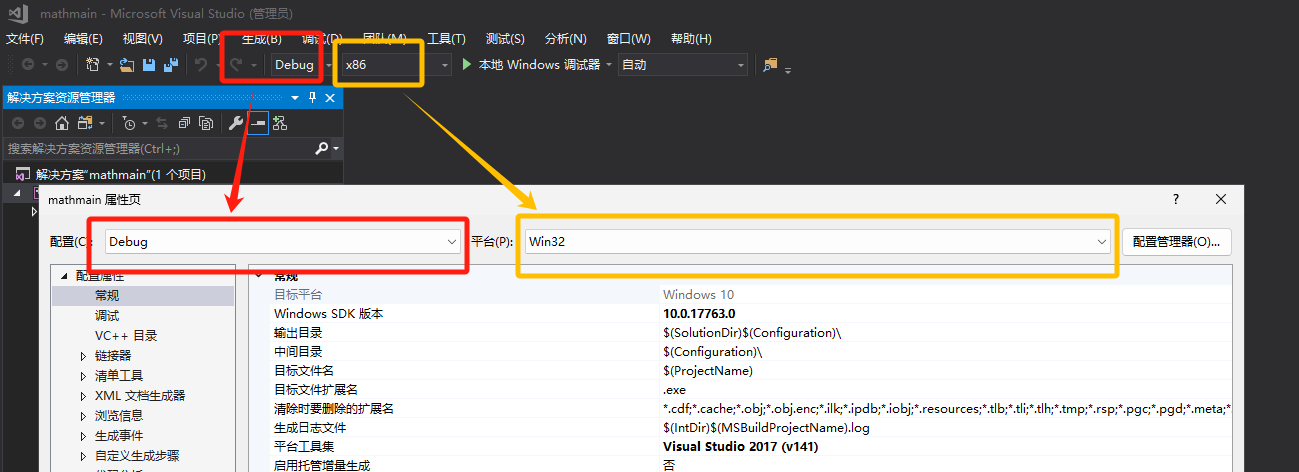 mathmain - Microsoft Visual Studio (管理员)
文件(F) 编辑(E) 视图(V) 项目(P) 生成(B) 调试(D) 团队(M) 工具(T) 测试(S) 分析(N) 窗口(W) 帮助(H)
Debug x86 本地 Windows 调试器 自动
解决方案资源管理器
搜索解决方案资源管理器(Ctrl+;)
解决方案"mathmain"(1 个项目)
mathmain 属性页
配置(C): Debug 平台(P): Win32 配置管理器(O)...
配置属性
常规
调试
VC++ 目录
链接器
清单工具
XML 文档生成器
浏览信息
生成事件
自定义生成步骤
常规
目标平台 Windows 10
Windows SDK 版本 10.0.17763.0
输出目录 $(SolutionDir)$(Configuration)\
中间目录 $(Configuration)\
目标文件名 $(ProjectName)
目标文件扩展名 .exe
清除时要删除的扩展名 *.cdf;*.cache;*.obj;*.obj.enc;*.ilk;*.ipdb;*.iobj;*.resources;*.tlb;*.tli;*.tlh;*.tmp;*.rsp;*.pgc;*.pgd;*.meta;*
生成日志文件 $(IntDir)$(MSBuildProjectName).log
平台工具集 Visual Studio 2017 (v141)
启用托管增量生成 否